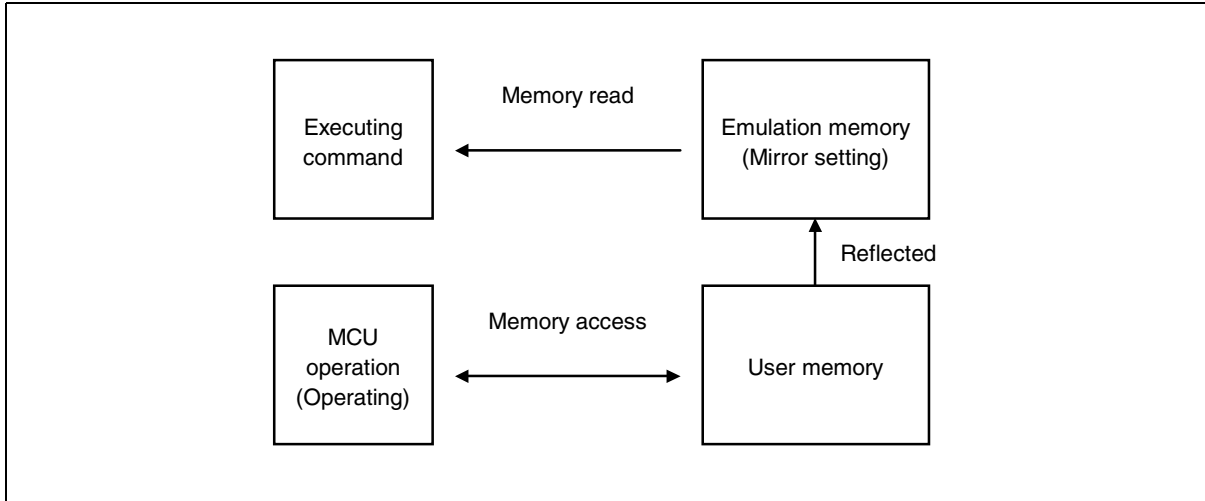 Memory read
Executing
command
Emulation memory
(Mirror setting)
Reflected
Memory access
MCU
operation
(Operating)
User memory